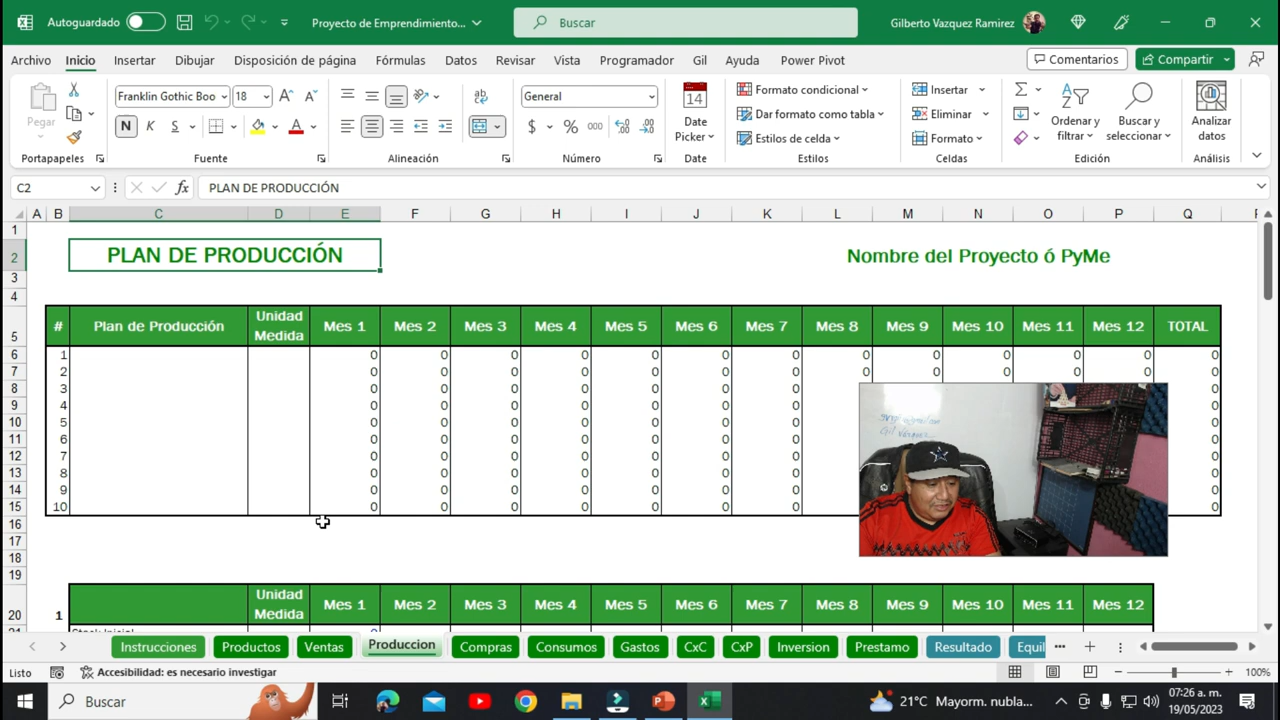 Autoguardado
Proyecto de Emprendimiento...
Buscar
Gilberto Vazquez Ramirez
Archivo Inicio Insertar Dibujar Disposición de página Fórmulas Datos Revisar Vista Programador Gil Ayuda Power Pivot
Comentarios
Compartir
Pegar
Portapapeles
Franklin Gothic Boo
18
N K S
Fuente
Alineación
General
$ % 000
Número
14
Date Picker
Date
Formato condicional
Dar formato como tabla
Estilos de celda
Estilos
Insertar
Eliminar
Formato
Celdas
Ordenar y filtrar
Buscar y seleccionar
Edición
Analizar datos
Análisis
C2
fx
PLAN DE PRODUCCIÓN
A B C D E F G H I J K L M N O P Q
1
2 PLAN DE PRODUCCIÓN Nombre del Proyecto ó PyMe
3
4
5 # Plan de Producción Unidad Medida Mes 1 Mes 2 Mes 3 Mes 4 Mes 5 Mes 6 Mes 7 Mes 8 Mes 9 Mes 10 Mes 11 Mes 12 TOTAL
6 1 0 0 0 0 0 0 0 0 0 0 0 0 0
7 2 0 0 0 0 0 0 0 0 0 0 0 0 0
8 3 0 0 0 0 0 0 0 0
9 4 0 0 0 0 0 0 0 0
10 5 0 0 0 0 0 0 0 0
11 6 0 0 0 0 0 0 0 0
12 7 0 0 0 0 0 0 0 0
13 8 0 0 0 0 0 0 0 0
14 9 0 0 0 0 0 0 0 0
15 10 0 0 0 0 0 0 0 0
16
17
18
19
20 1 Unidad Medida Mes 1 Mes 2 Mes 3 Mes 4 Mes 5 Mes 6 Mes 7 Mes 8 Mes 9 Mes 10 Mes 11 Mes 12
21 Stock Inicial 0
Instrucciones Productos Ventas Produccion Compras Consumos Gastos CxC CxP Inversion Prestamo Resultado Equil
Listo
Accesibilidad: es necesario investigar
100%
Buscar
21°C Mayorm. nubla...
07:26 a. m.
19/05/2023